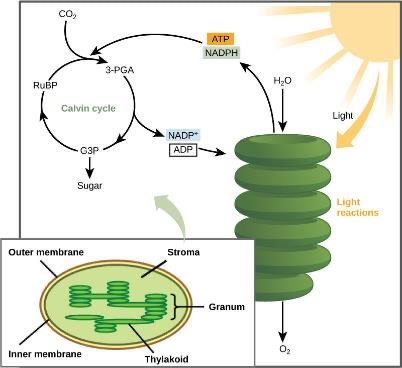 CO₂
ATP
NADPH
3-PGA
H₂O
RuBP
Light
Calvin cycle
NADP⁺
ADP
G3P
Sugar
Light
reactions
Outer membrane
Stroma
Granum
Inner membrane
Thylakoid
O₂